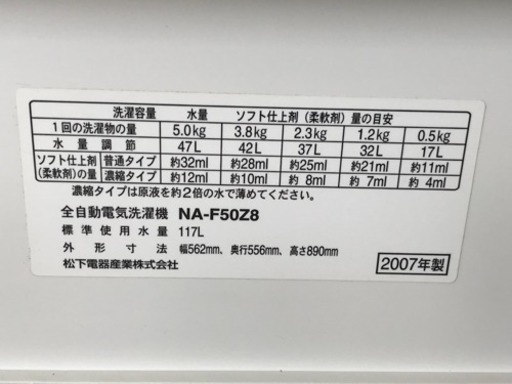 洗濯容量 水量 ソフト仕上剤(柔軟剤)量の目安
1回の洗濯物の量 5.0kg 3.8kg 2.3kg 1.2kg 0.5kg
水量調節 47L 42L 37L 32L 17L
ソフト仕上剤 普通タイプ 約32ml 約28ml 約25ml 約21ml 約11ml
(柔軟剤)の量 濃縮タイプ 約12ml 約10ml 約 8ml 約 7ml 約 4ml
濃縮タイプは原液を約2倍の水で薄めてください。
全自動電気洗濯機 NA-F50Z8
標準使用水量 117L
外形寸法 幅562mm、奥行556mm、高さ890mm
松下電器産業株式会社
2007年製